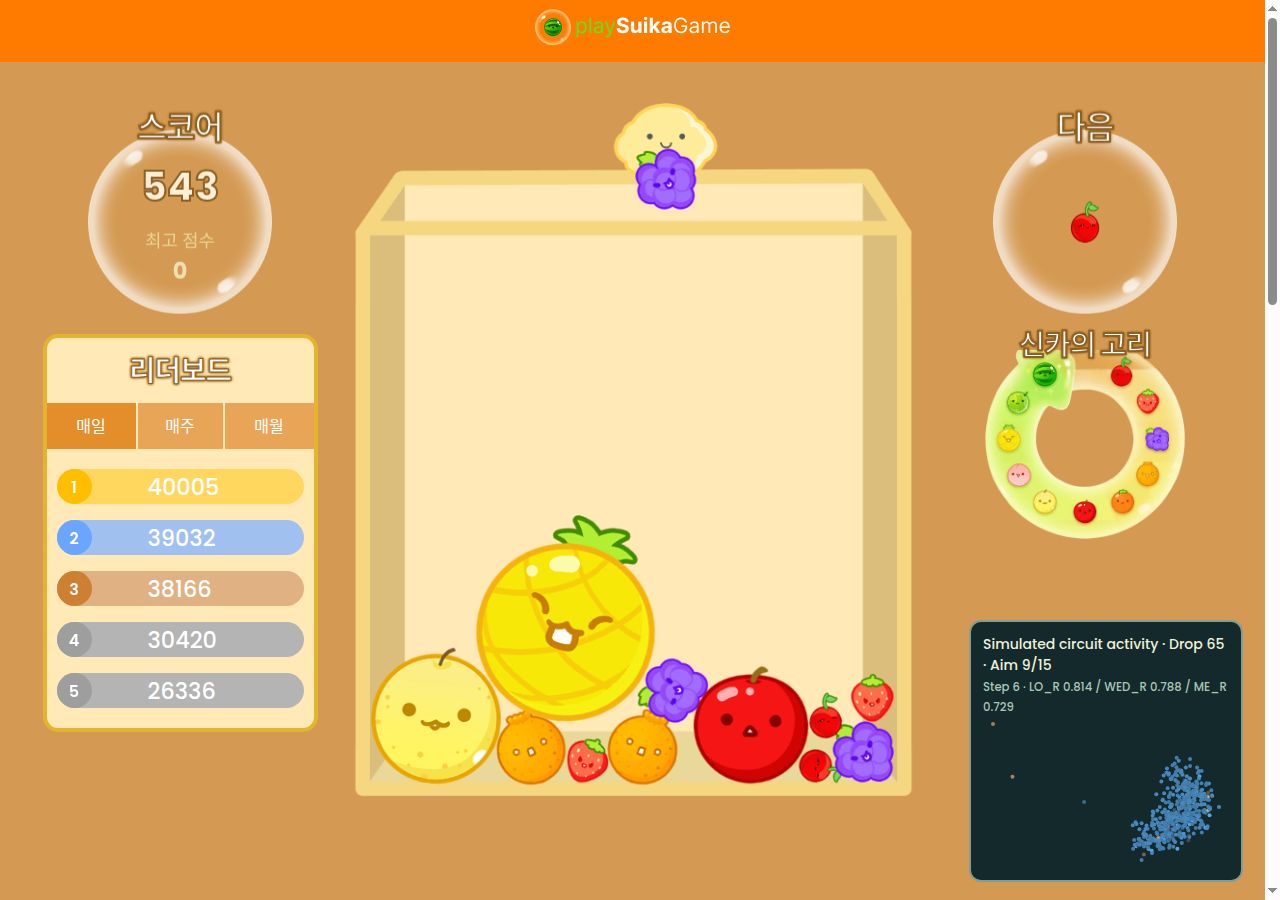 playSuikaGame
스코어
543
최고 점수
0
리더보드
매일 매주 매월
1 40005
2 39032
3 38166
4 30420
5 26336
다음
신카의 고리
Simulated circuit activity · Drop 65
· Aim 9/15
Step 6 · LO_R 0.814 / WED_R 0.788 / ME_R
0.729